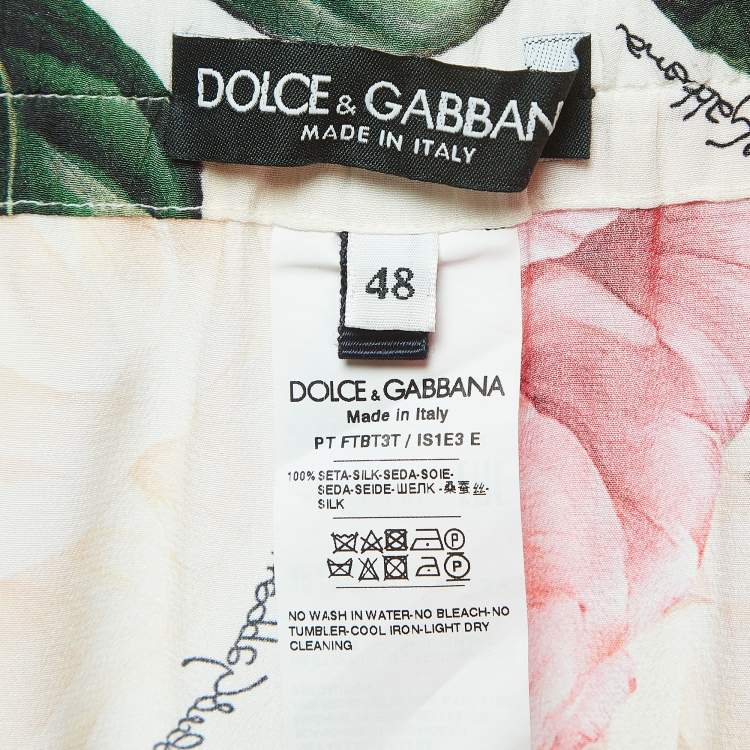 DOLCE & GABBAN
MADE IN ITALY
48
DOLCE & GABBANA
Made in Italy
PT FTBT3T / IS1E3 E
100% SETA-SILK-SEDA-SOIE-
SEDA-SEIDE-ШЕЛК -桑蚕丝-
SILK
P
P
NO WASH IN WATER-NO BLEACH-NO
TUMBLER-COOL IRON-LIGHT DRY
CLEANING